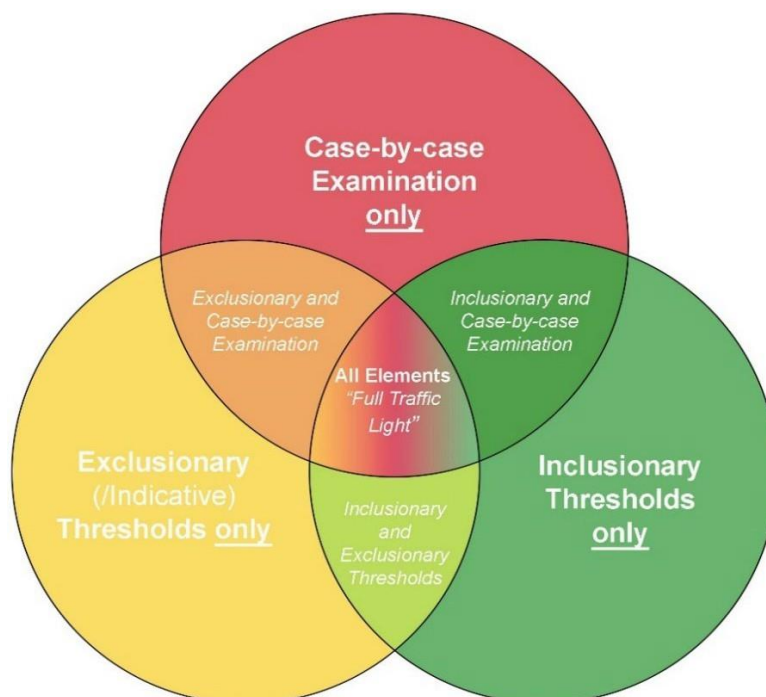 Case-by-case
Examination
only
Exclusionary and
Case-by-case
Examination
Inclusionary and
Case-by-case
Examination
All Elements
“Full Traffic
Light”
Exclusionary
(/Indicative)
Thresholds only
Inclusionary
Thresholds
only
Inclusionary
and
Exclusionary
Thresholds